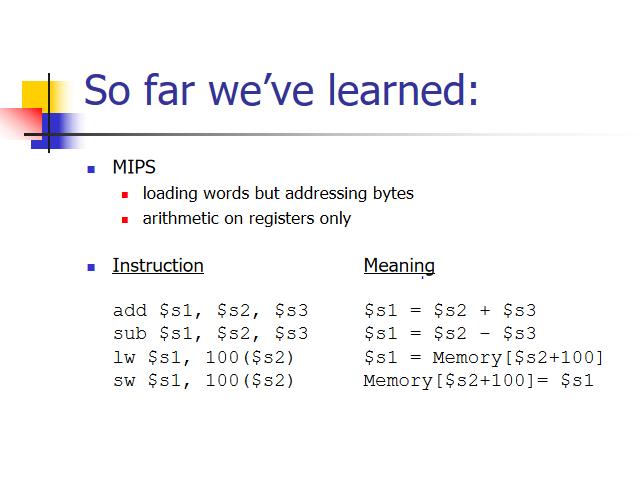 So far we’ve learned:
MIPS
loading words but addressing bytes
arithmetic on registers only
Instruction Meaning
add $s1, $s2, $s3 $s1 = $s2 + $s3
sub $s1, $s2, $s3 $s1 = $s2 – $s3
lw $s1, 100($s2) $s1 = Memory[$s2+100]
sw $s1, 100($s2) Memory[$s2+100]= $s1